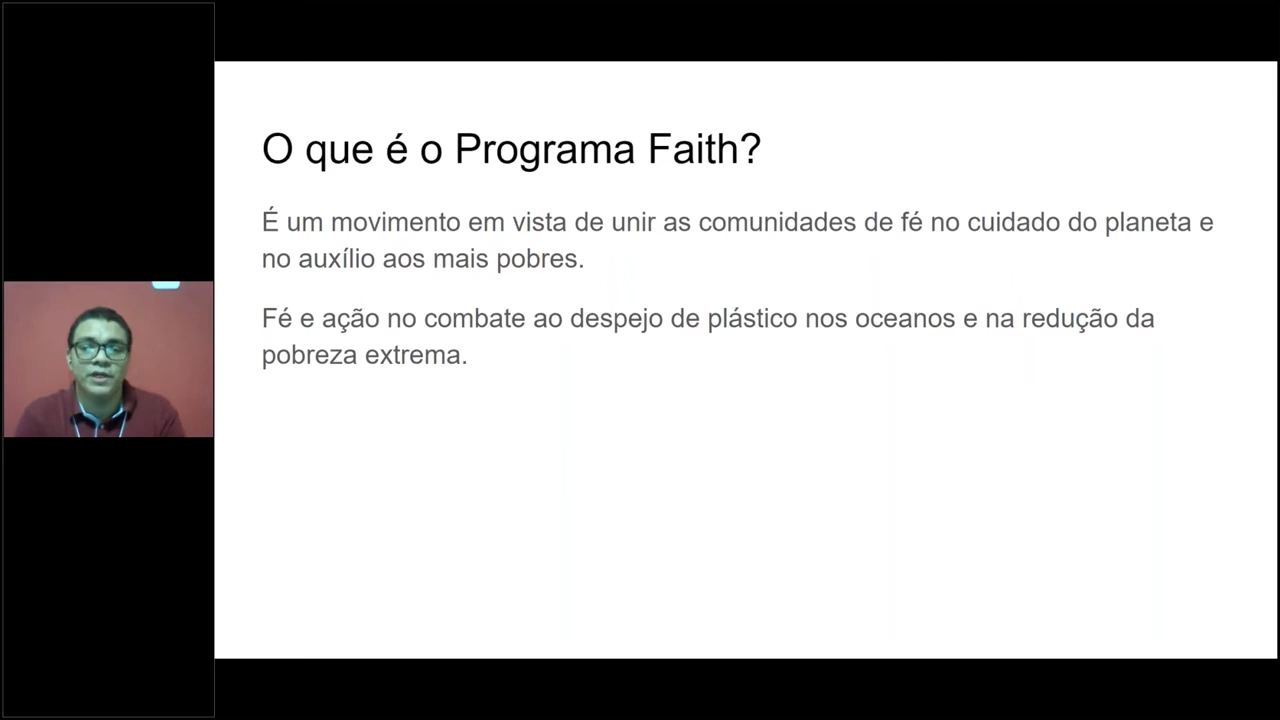 O que é o Programa Faith?
É um movimento em vista de unir as comunidades de fé no cuidado do planeta e
no auxílio aos mais pobres.
Fé e ação no combate ao despejo de plástico nos oceanos e na redução da
pobreza extrema.